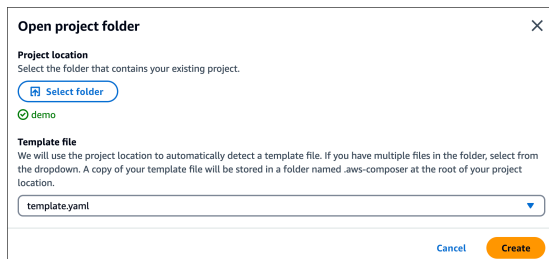 Open project folder
Project location
Select the folder that contains your existing project.
Select folder
demo
Template file
We will use the project location to automatically detect a template file. If you have multiple files in the folder, select from
the dropdown. A copy of your template file will be stored in a folder named .aws-composer at the root of your project
location.
template.yaml
Cancel
Create